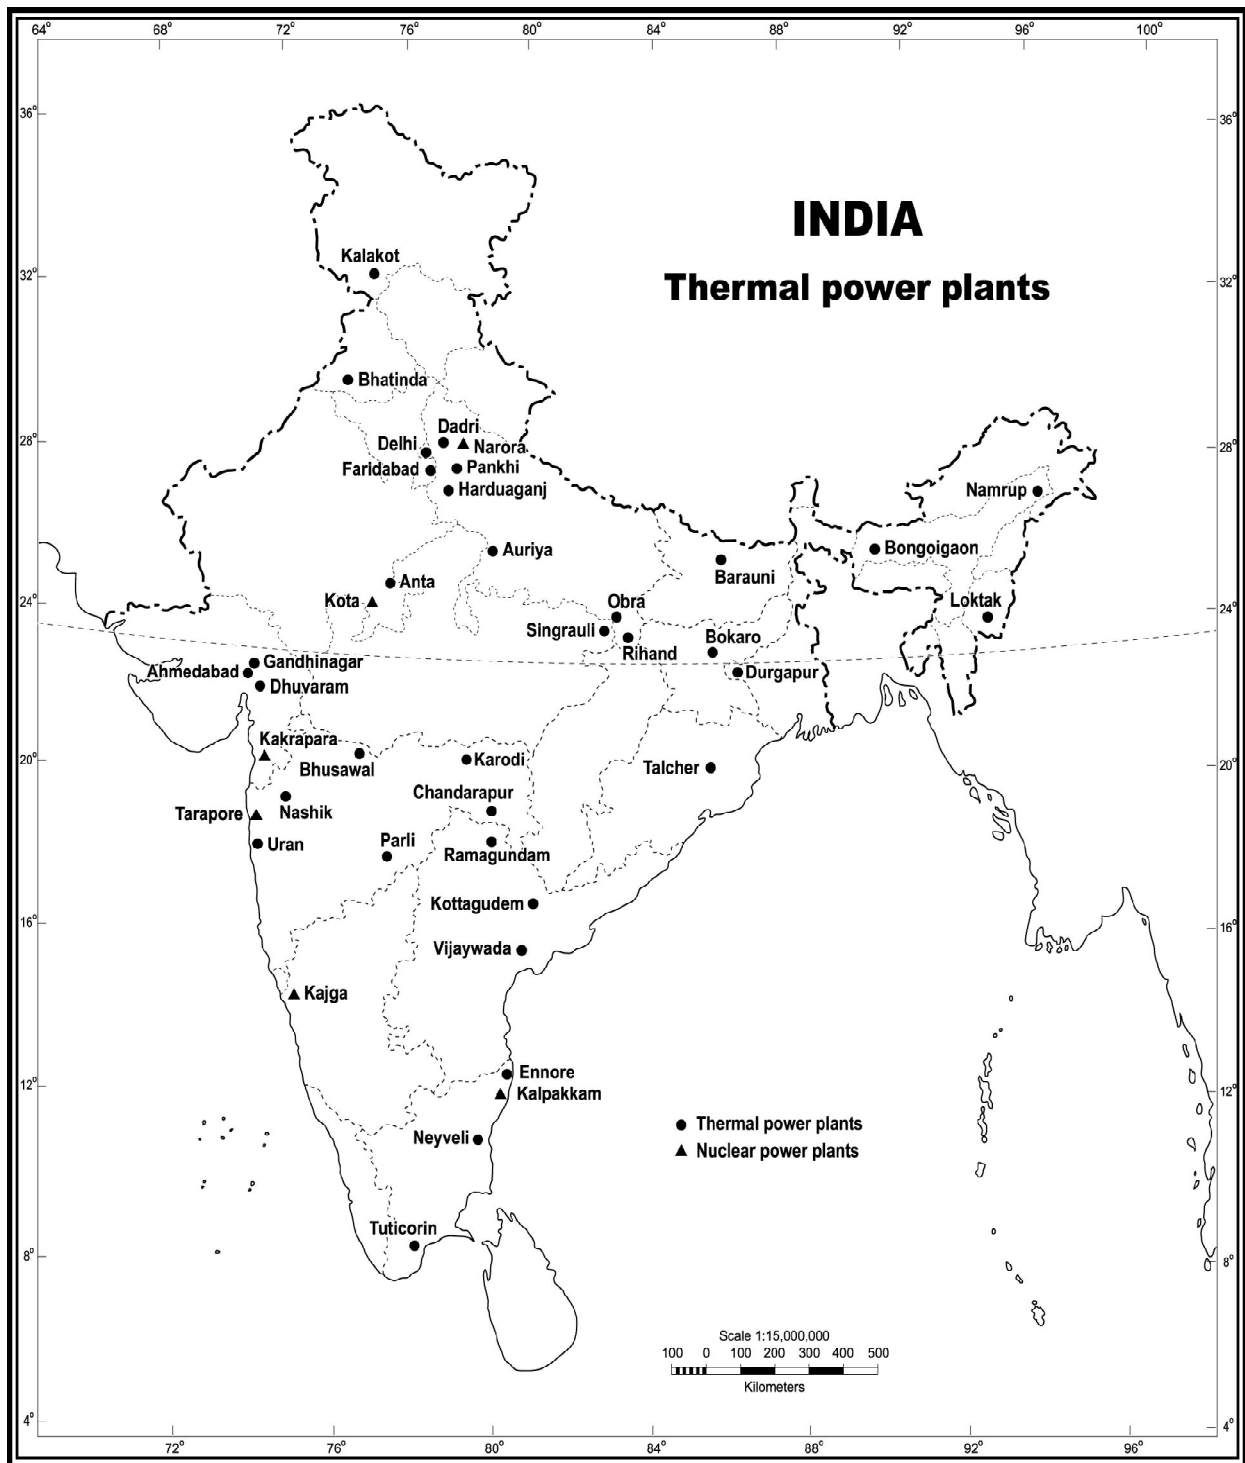 64° 68° 72° 76° 80° 84° 88° 92° 96° 100°
36° 36°
INDIA
Thermal power plants
Kalakot
32° 32°
Bhatinda
Dadri
28° Delhi Narora 28°
Faridabad Pankhi
Harduaganj Namrup
Auriya Bongoigaon
Barauni
Anta
24° Kota Obra Loktak 24°
Singrauli Bokaro
Rihand
Gandhinagar
Ahmedabad Durgapur
Dhuvaram
Kakrapara
20° Bhusawal Karodi Talcher 20°
Chandarapur
Tarapore Nashik
Uran Parli
Ramagundam
Kottagudem
16° 16°
Vijaywada
Kajga
Ennore
12° Kalpakkam 12°
Thermal power plants
Neyveli
Nuclear power plants
Tuticorin
8° 8°
Scale 1:15,000,000
100 0 100 200 300 400 500
Kilometers
4° 4°
72° 76° 80° 84° 88° 92° 96°